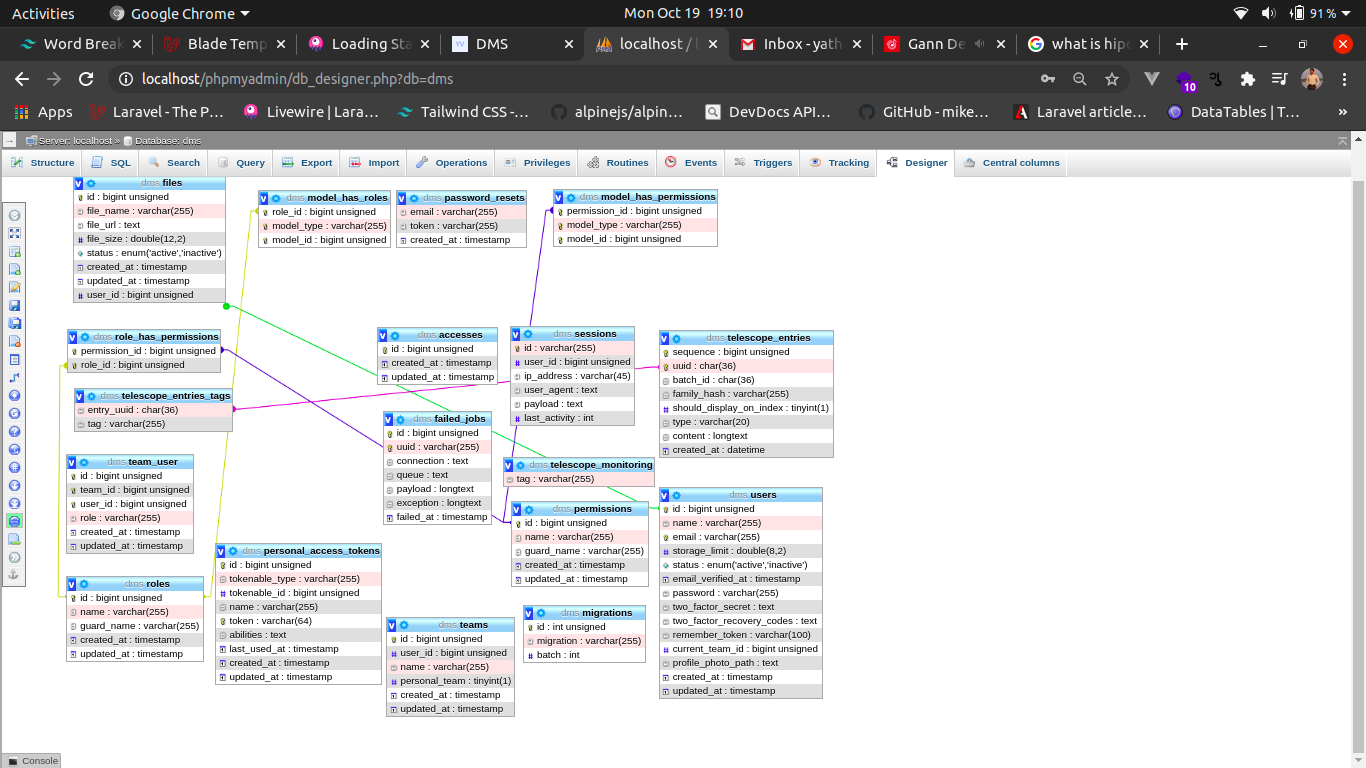 Activities
Google Chrome
Mon Oct 19 19:10
91%
Word Break
Blade Temp
Loading Sta
DMS
localhost / l
Inbox - yath
Gann De
what is hipo
localhost/phpmyadmin/db_designer.php?db=dms
10
Apps
Laravel - The P...
Livewire | Lara...
Tailwind CSS -...
alpinejs/alpin...
DevDocs API...
GitHub - mike...
Laravel article...
DataTables | T...
»
Server: localhost » Database: dms
Structure
SQL
Search
Query
Export
Import
Operations
Privileges
Routines
Events
Triggers
Tracking
Designer
Central columns
dms files
id : bigint unsigned
file_name : varchar(255)
file_url : text
file_size : double(12,2)
status : enum('active','inactive')
created_at : timestamp
updated_at : timestamp
user_id : bigint unsigned
dms model_has_roles
role_id : bigint unsigned
model_type : varchar(255)
model_id : bigint unsigned
dms password_resets
email : varchar(255)
token : varchar(255)
created_at : timestamp
dms model_has_permissions
permission_id : bigint unsigned
model_type : varchar(255)
model_id : bigint unsigned
dms role_has_permissions
permission_id : bigint unsigned
role_id : bigint unsigned
dms accesses
id : bigint unsigned
created_at : timestamp
updated_at : timestamp
dms sessions
id : varchar(255)
user_id : bigint unsigned
ip_address : varchar(45)
user_agent : text
payload : text
last_activity : int
dms telescope_entries
sequence : bigint unsigned
uuid : char(36)
batch_id : char(36)
family_hash : varchar(255)
should_display_on_index : tinyint(1)
type : varchar(20)
content : longtext
created_at : datetime
dms telescope_entries_tags
entry_uuid : char(36)
tag : varchar(255)
dms failed_jobs
id : bigint unsigned
uuid : varchar(255)
connection : text
queue : text
payload : longtext
exception : longtext
failed_at : timestamp
dms team_user
id : bigint unsigned
team_id : bigint unsigned
user_id : bigint unsigned
role : varchar(255)
created_at : timestamp
updated_at : timestamp
dms telescope_monitoring
tag : varchar(255)
dms permissions
id : bigint unsigned
name : varchar(255)
guard_name : varchar(255)
created_at : timestamp
updated_at : timestamp
dms users
id : bigint unsigned
name : varchar(255)
email : varchar(255)
storage_limit : double(8,2)
status : enum('active','inactive')
email_verified_at : timestamp
password : varchar(255)
two_factor_secret : text
two_factor_recovery_codes : text
remember_token : varchar(100)
current_team_id : bigint unsigned
profile_photo_path : text
created_at : timestamp
updated_at : timestamp
dms personal_access_tokens
id : bigint unsigned
tokenable_type : varchar(255)
tokenable_id : bigint unsigned
name : varchar(255)
token : varchar(64)
abilities : text
last_used_at : timestamp
created_at : timestamp
updated_at : timestamp
dms roles
id : bigint unsigned
name : varchar(255)
guard_name : varchar(255)
created_at : timestamp
updated_at : timestamp
dms teams
id : bigint unsigned
user_id : bigint unsigned
name : varchar(255)
personal_team : tinyint(1)
created_at : timestamp
updated_at : timestamp
dms migrations
id : int unsigned
migration : varchar(255)
batch : int
Console